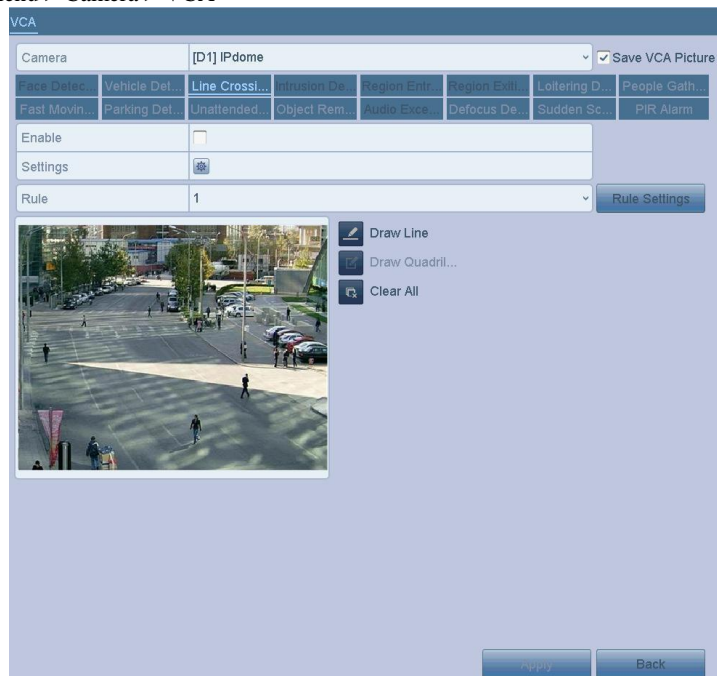 VCA
Camera [D1] IPdome Save VCA Picture
Face Detec... Vehicle Det... Line Crossi... Intrusion De... Region Entr... Region Exiti... Loitering D... People Gath...
Fast Movin... Parking Det... Unattended... Object Rem... Audio Exce... Defocus De... Sudden Sc... PIR Alarm
Enable
Settings
Rule 1 Rule Settings
Draw Line
Draw Quadril...
Clear All
Apply Back